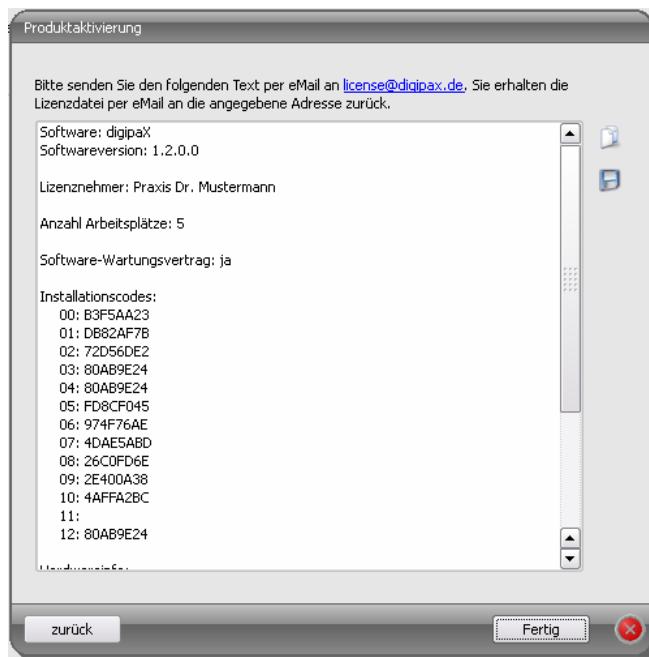 Produktaktivierung
Bitte senden Sie den folgenden Text per eMail an license@digipax.de. Sie erhalten die
Lizenzdatei per eMail an die angegebene Adresse zurück.
Software: digipaX
Softwareversion: 1.2.0.0
Lizenznehmer: Praxis Dr. Mustermann
Anzahl Arbeitsplätze: 5
Software-Wartungsvertrag: ja
Installationscodes:
00: B3F5AA23
01: DB82AF7B
02: 72D56DE2
03: 80AB9E24
04: 80AB9E24
05: FD8CF045
06: 974F76AE
07: 4DAE5ABD
08: 26C0FD6E
09: 2E400A38
10: 4AFFA2BC
11:
12: 80AB9E24
zurück
Fertig